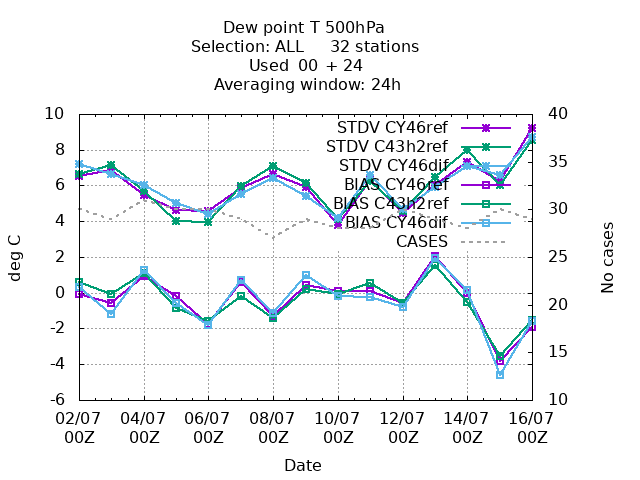 Dew point T 500hPa
Selection: ALL 32 stations
Used 00 + 24
Averaging window: 24h
10 40
STDV CY46ref
8
STDV C43h2ref
35
STDV CY46dif
6
BIAS CY46ref
BIAS C43h2ref
30
4
BIAS CY46dif
CASES
2 25
deg C
No cases
0
20
-2
15
-4
-6 10
02/07 04/07 06/07 08/07 10/07 12/07 14/07 16/07
00Z 00Z 00Z 00Z 00Z 00Z 00Z 00Z
Date